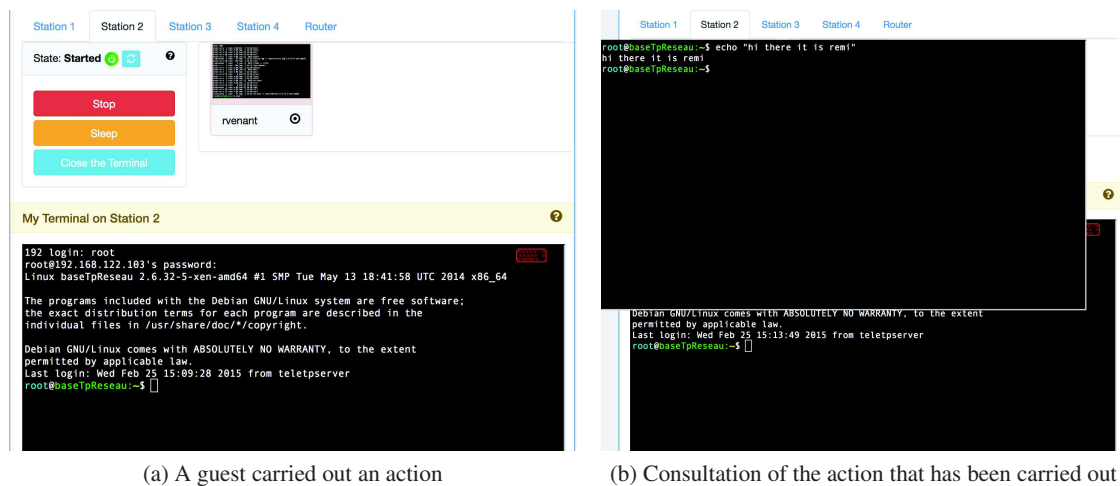 Station 1 Station 2 Station 3 Station 4 Router
State: Started
Stop
Sleep
Close the Terminal
rvenant
My Terminal on Station 2
192 login: root
root@192.168.122.103's password:
Linux baseTpReseau 2.6.32-5-xen-amd64 #1 SMP Tue May 13 18:41:58 UTC 2014 x86_64
The programs included with the Debian GNU/Linux system are free software;
the exact distribution terms for each program are described in the
individual files in /usr/share/doc/*/copyright.
Debian GNU/Linux comes with ABSOLUTELY NO WARRANTY, to the extent
permitted by applicable law.
Last login: Wed Feb 25 15:09:28 2015 from teletpserver
root@baseTpReseau:~$
(a) A guest carried out an action
Station 1 Station 2 Station 3 Station 4 Router
root@baseTpReseau:~$ echo "hi there it is remi"
hi there it is remi
root@baseTpReseau:~$
Debian GNU/Linux comes with ABSOLUTELY NO WARRANTY, to the extent
permitted by applicable law.
Last login: Wed Feb 25 15:13:49 2015 from teletpserver
root@baseTpReseau:~$
(b) Consultation of the action that has been carried out